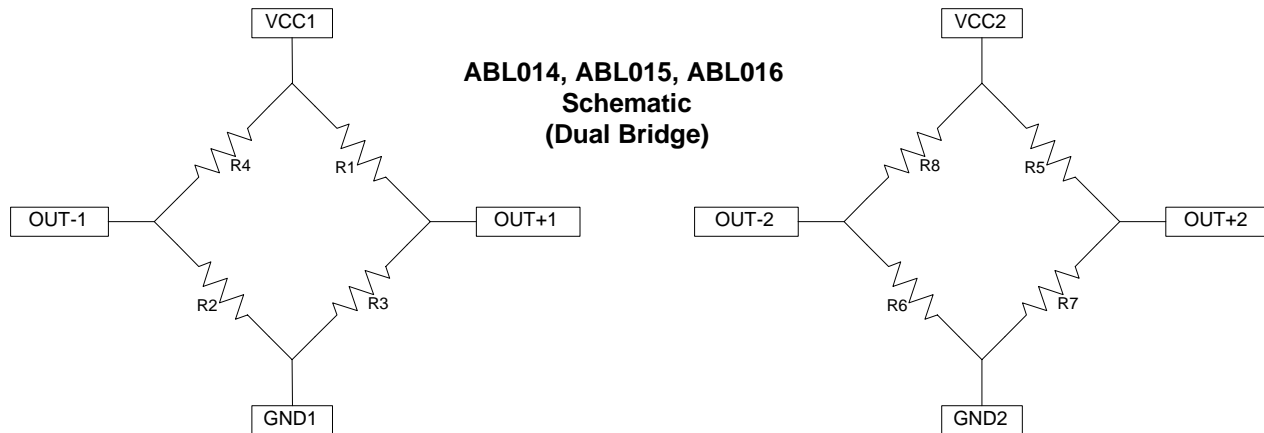 VCC1
VCC2
ABL014, ABL015, ABL016
Schematic
(Dual Bridge)
R4
R1
R8
R5
OUT-1
OUT+1
OUT-2
OUT+2
R2
R3
R6
R7
GND1
GND2